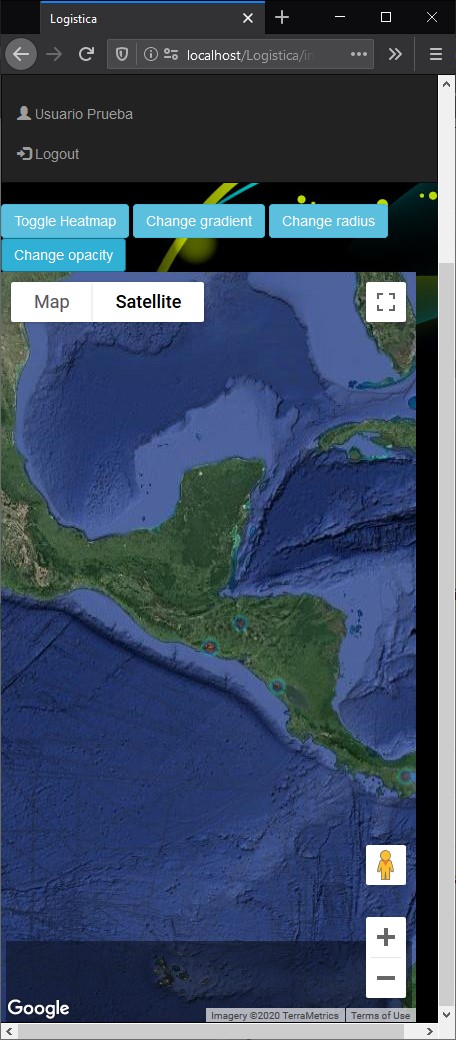 Logistica
localhost/Logistica/in
Usuario Prueba
Logout
Toggle Heatmap Change gradient Change radius
Change opacity
Map Satellite
Google
Imagery ©2020 TerraMetrics Terms of Use